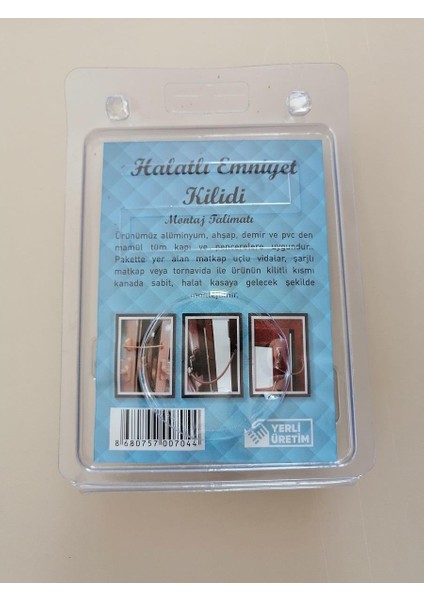 Halatlı Emniyet
Kilidi
Montaj Talimatı
Ürünümüz alüminyum, ahşap, demir ve pvc den
mamül tüm kapı ve pencerelere uygundur..
Pakette yer alan matkap uçlu vidalar, şarjlı
matkap veya tornavida ile ürünün kilitli kısmı
kanada sabit, halat kasaya gelecek şekilde
monteplenir.
8 680757 007044
YERLİ
ÜRETİM